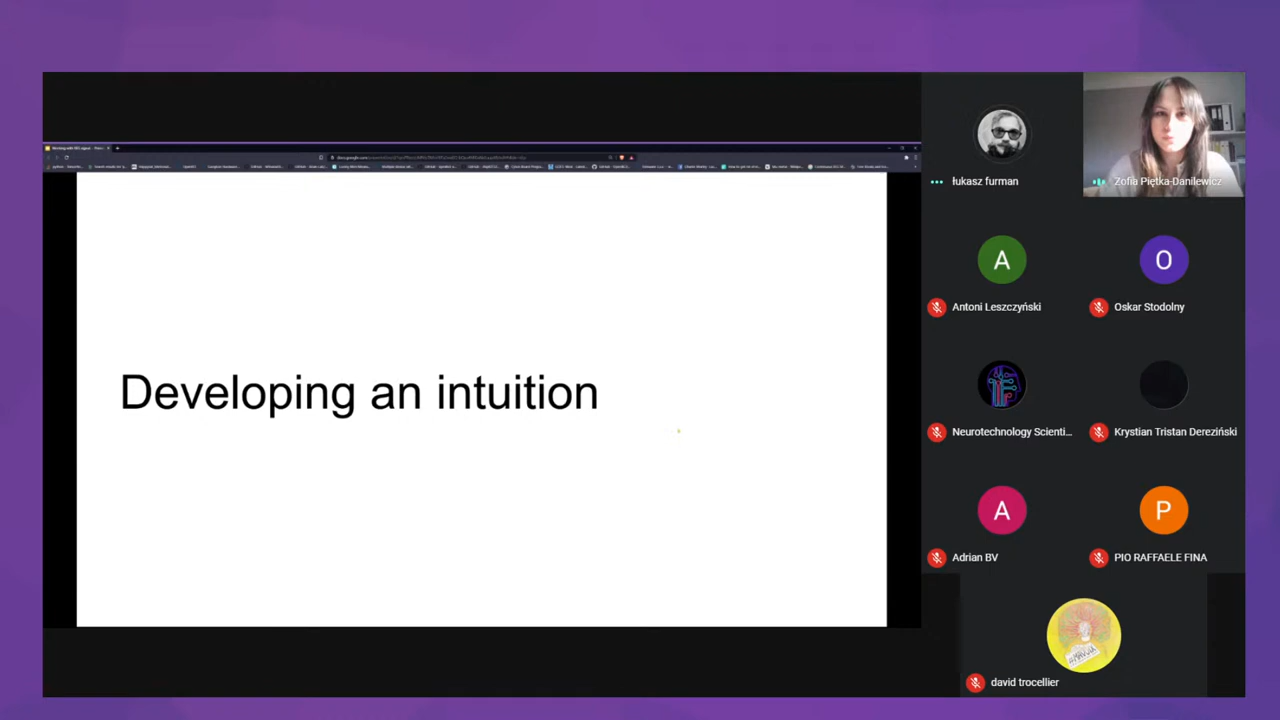 Developing an intuition
łukasz furman
Zofia Piętka-Danilewicz
A
Antoni Leszczyński
O
Oskar Stodolny
Neurotechnology Scienti...
Krystian Tristan Dereziński
A
Adrian BV
P
PIO RAFFAELE FINA
david trocellier